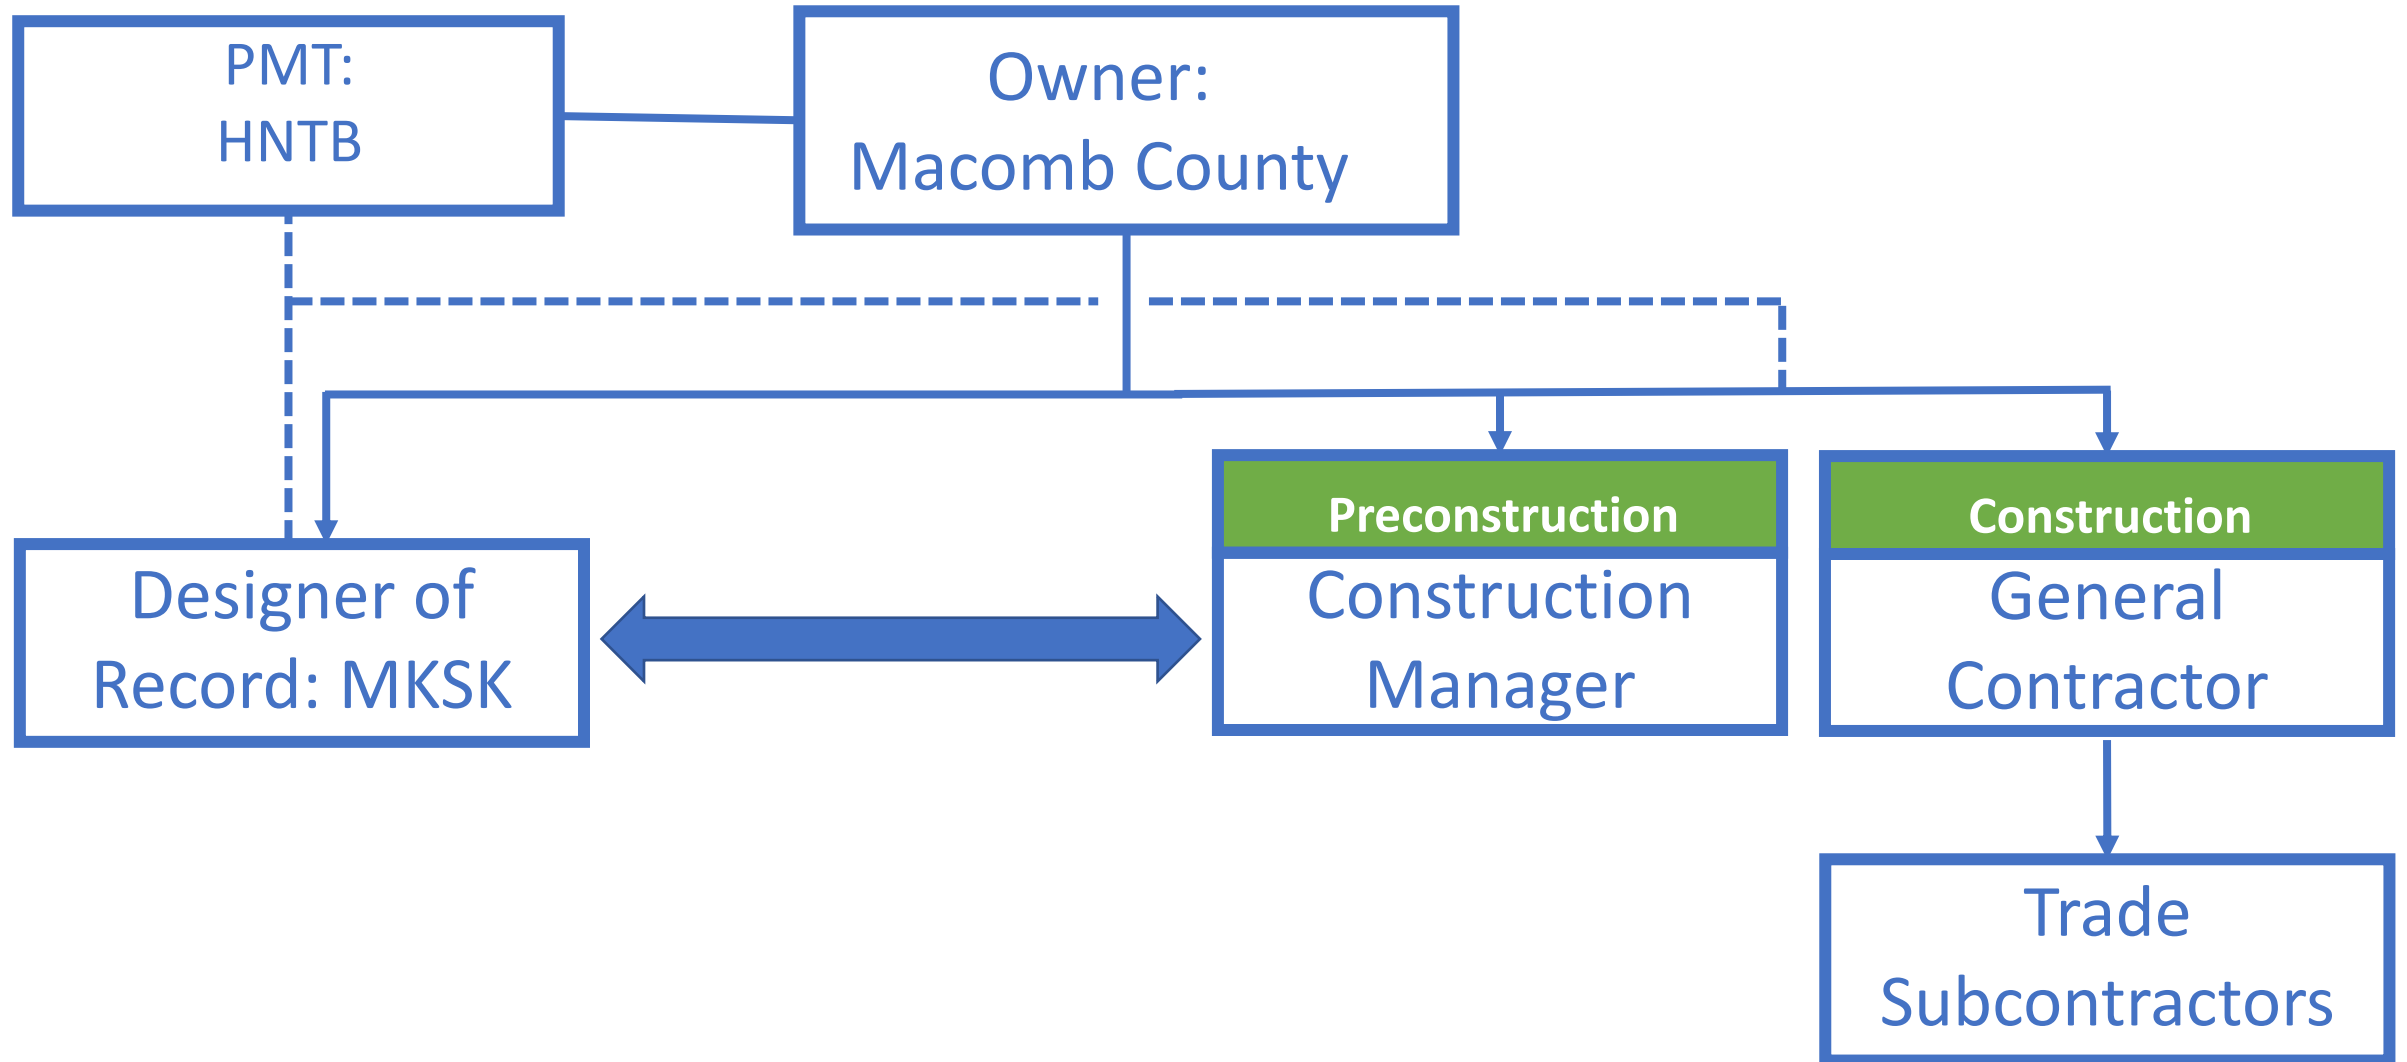 PMT:
HNTB
Owner:
Macomb County
Designer of
Record: MKSK
Preconstruction
Construction
Manager
Construction
General
Contractor
Trade
Subcontractors